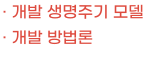 · 개발 생명주기 모델
· 개발 방법론